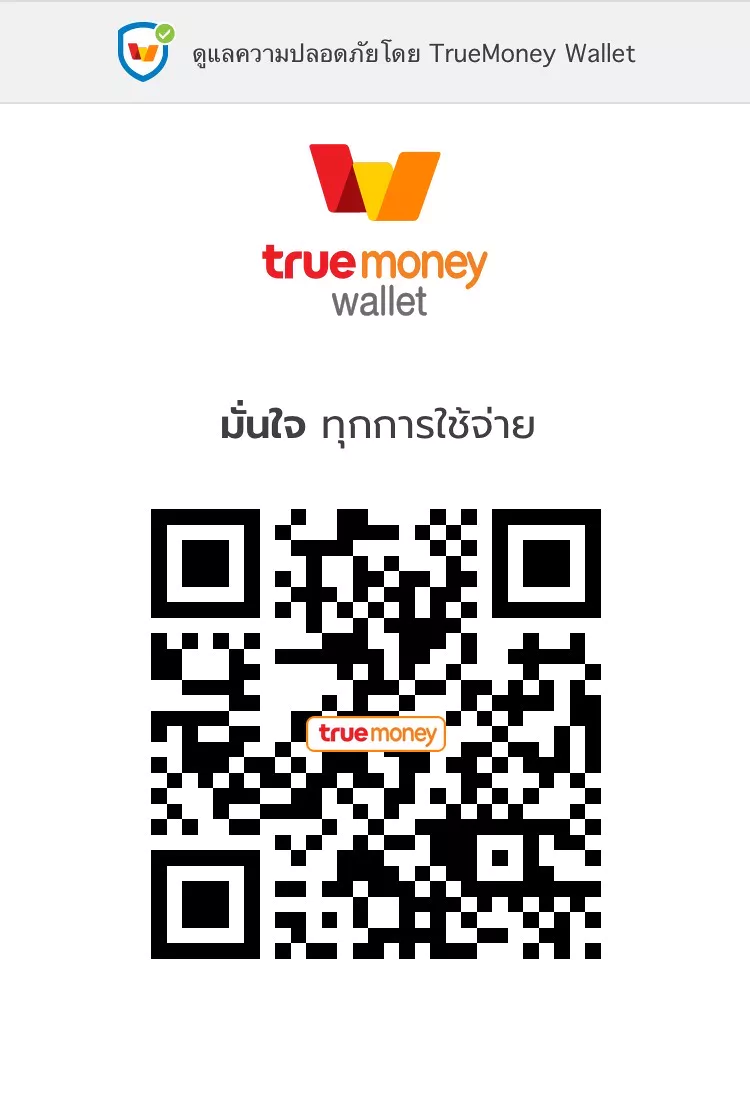 ดูแลความปลอดภัยโดย TrueMoney Wallet
truemoney
wallet
มั่นใจ ทุกการใช้จ่าย
truemoney